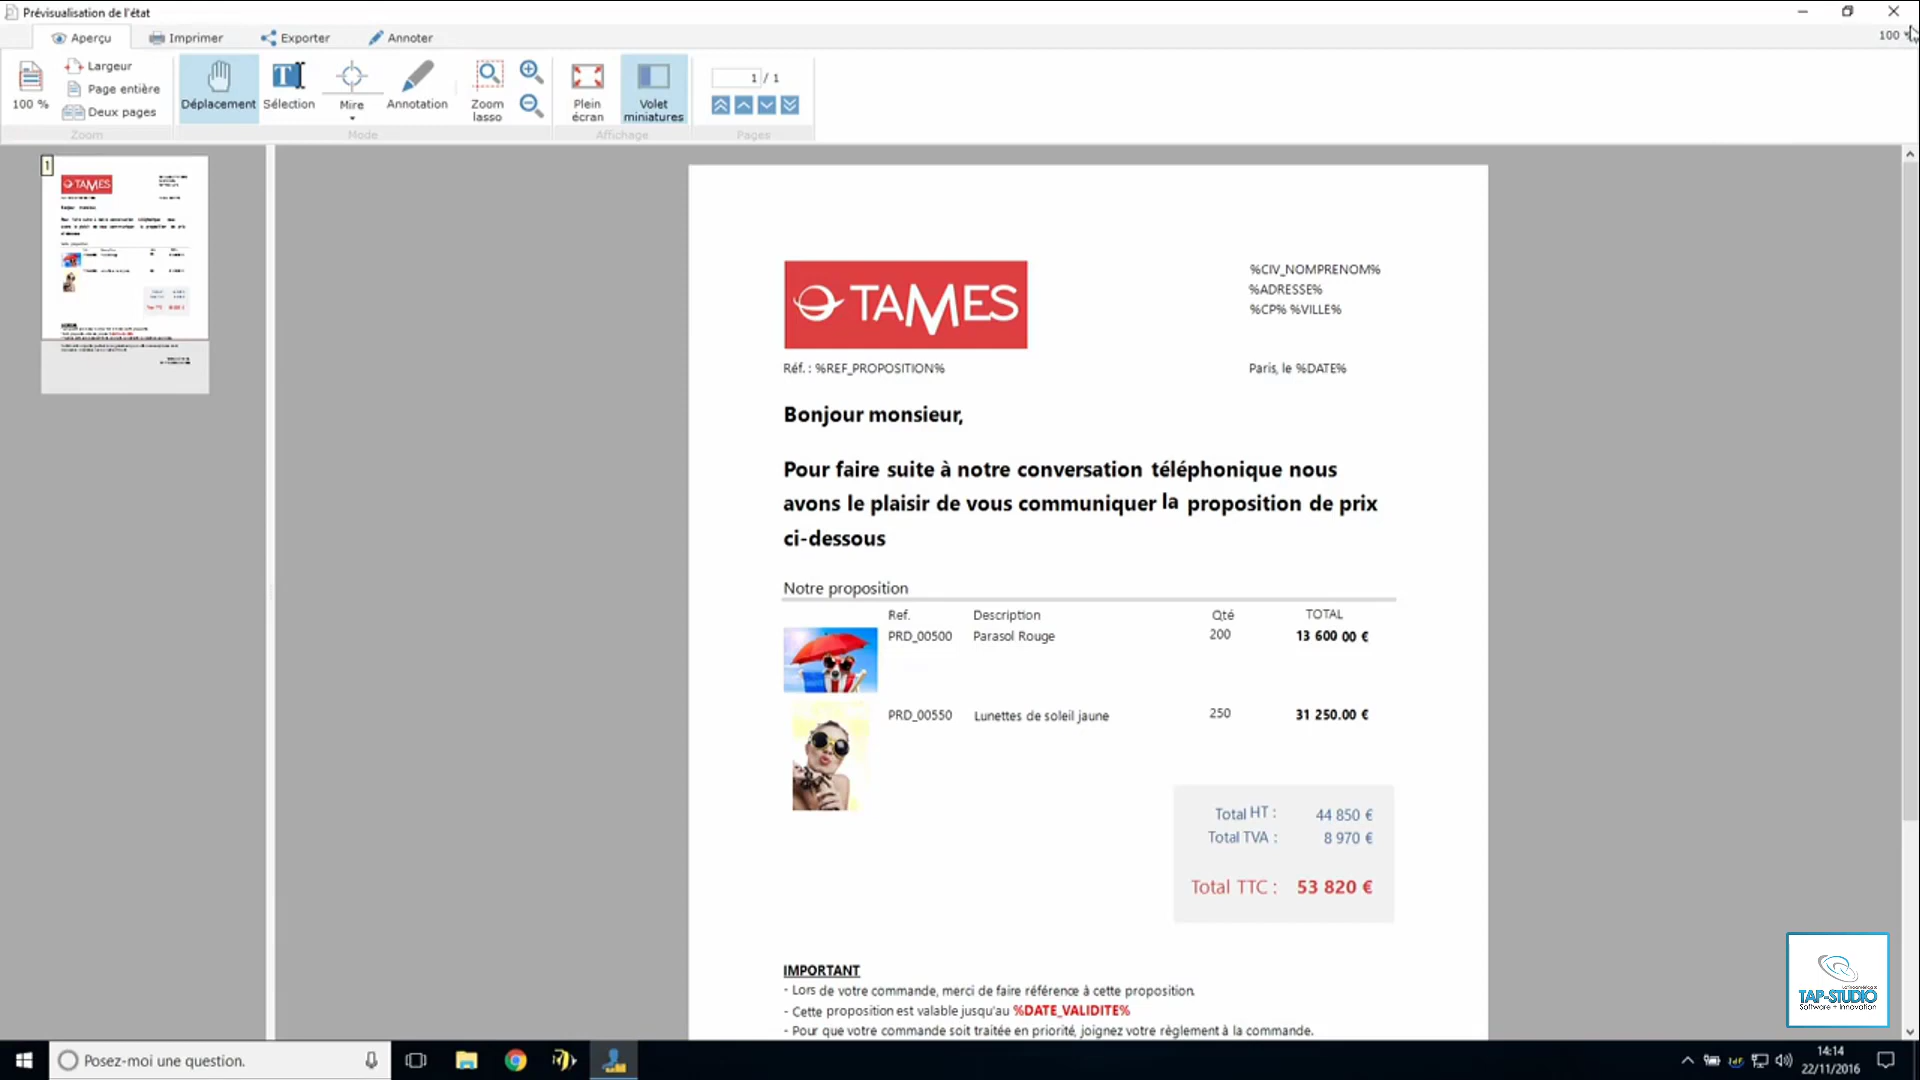 Prévisualisation de l'état
Aperçu
Imprimer
Exporter
Annoter
100
100 %
Largeur
Page entière
Deux pages
Zoom
Déplacement
Sélection
Mire
Annotation
Zoom lasso
Mode
Plein écran
Volet miniatures
Affichage
1 / 1
Pages
1
TAMES
%CIV_NOMPRENOM%
%ADRESSE%
%CP% %VILLE%
Réf. : %REF_PROPOSITION%
Paris, le %DATE%
Bonjour monsieur,
Pour faire suite à notre conversation téléphonique nous
avons le plaisir de vous communiquer la proposition de prix
ci-dessous
Notre proposition
Ref. Description Qté TOTAL
PRD_00500 Parasol Rouge 200 13 600 00 €
PRD_00550 Lunettes de soleil jaune 250 31 250.00 €
Total HT : 44 850 €
Total TVA : 8 970 €
Total TTC : 53 820 €
IMPORTANT
- Lors de votre commande, merci de faire référence à cette proposition.
- Cette proposition est valable jusqu'au %DATE_VALIDITE%
- Pour que votre commande soit traitée en priorité, joignez votre règlement à la commande.
TAP-STUDIO
Software + Innovation
Posez-moi une question.
14:14
22/11/2016